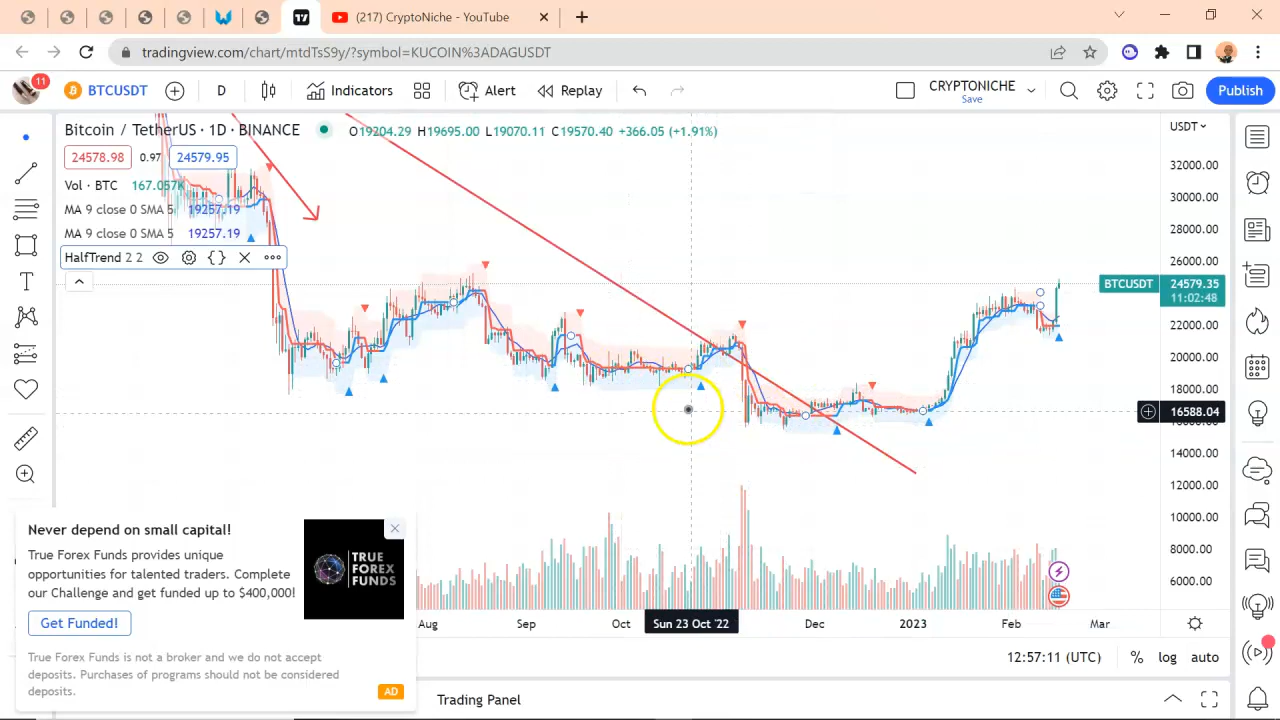 (217) CryptoNiche - YouTube
tradingview.com/chart/mtdTsS9y/?symbol=KUCOIN%3ADAGUSDT
11
BTCUSDT
D
Indicators
Alert
Replay
CRYPTONICHE
Save
Publish
Bitcoin / TetherUS · 1D · BINANCE
O19204.29 H19695.00 L19070.11 C19570.40 +366.05 (+1.91%)
USDT
24578.98 0.97 24579.95
Vol · BTC 167.057K
MA 9 close 0 SMA 5 19257.19
MA 9 close 0 SMA 5 19257.19
HalfTrend 2 2
32000.00
30000.00
28000.00
26000.00
BTCUSDT 24579.35
11:02:48
22000.00
20000.00
18000.00
16588.04
14000.00
12000.00
10000.00
8000.00
6000.00
Never depend on small capital!
True Forex Funds provides unique
opportunities for talented traders. Complete
our Challenge and get funded up to $400,000!
Get Funded!
TRUE
FOREX
FUNDS
True Forex Funds is not a broker and we do not accept
deposits. Purchases of programs should not be considered
deposits.
AD
Aug Sep Oct Sun 23 Oct '22 Dec 2023 Feb Mar
12:57:11 (UTC) % log auto
Trading Panel